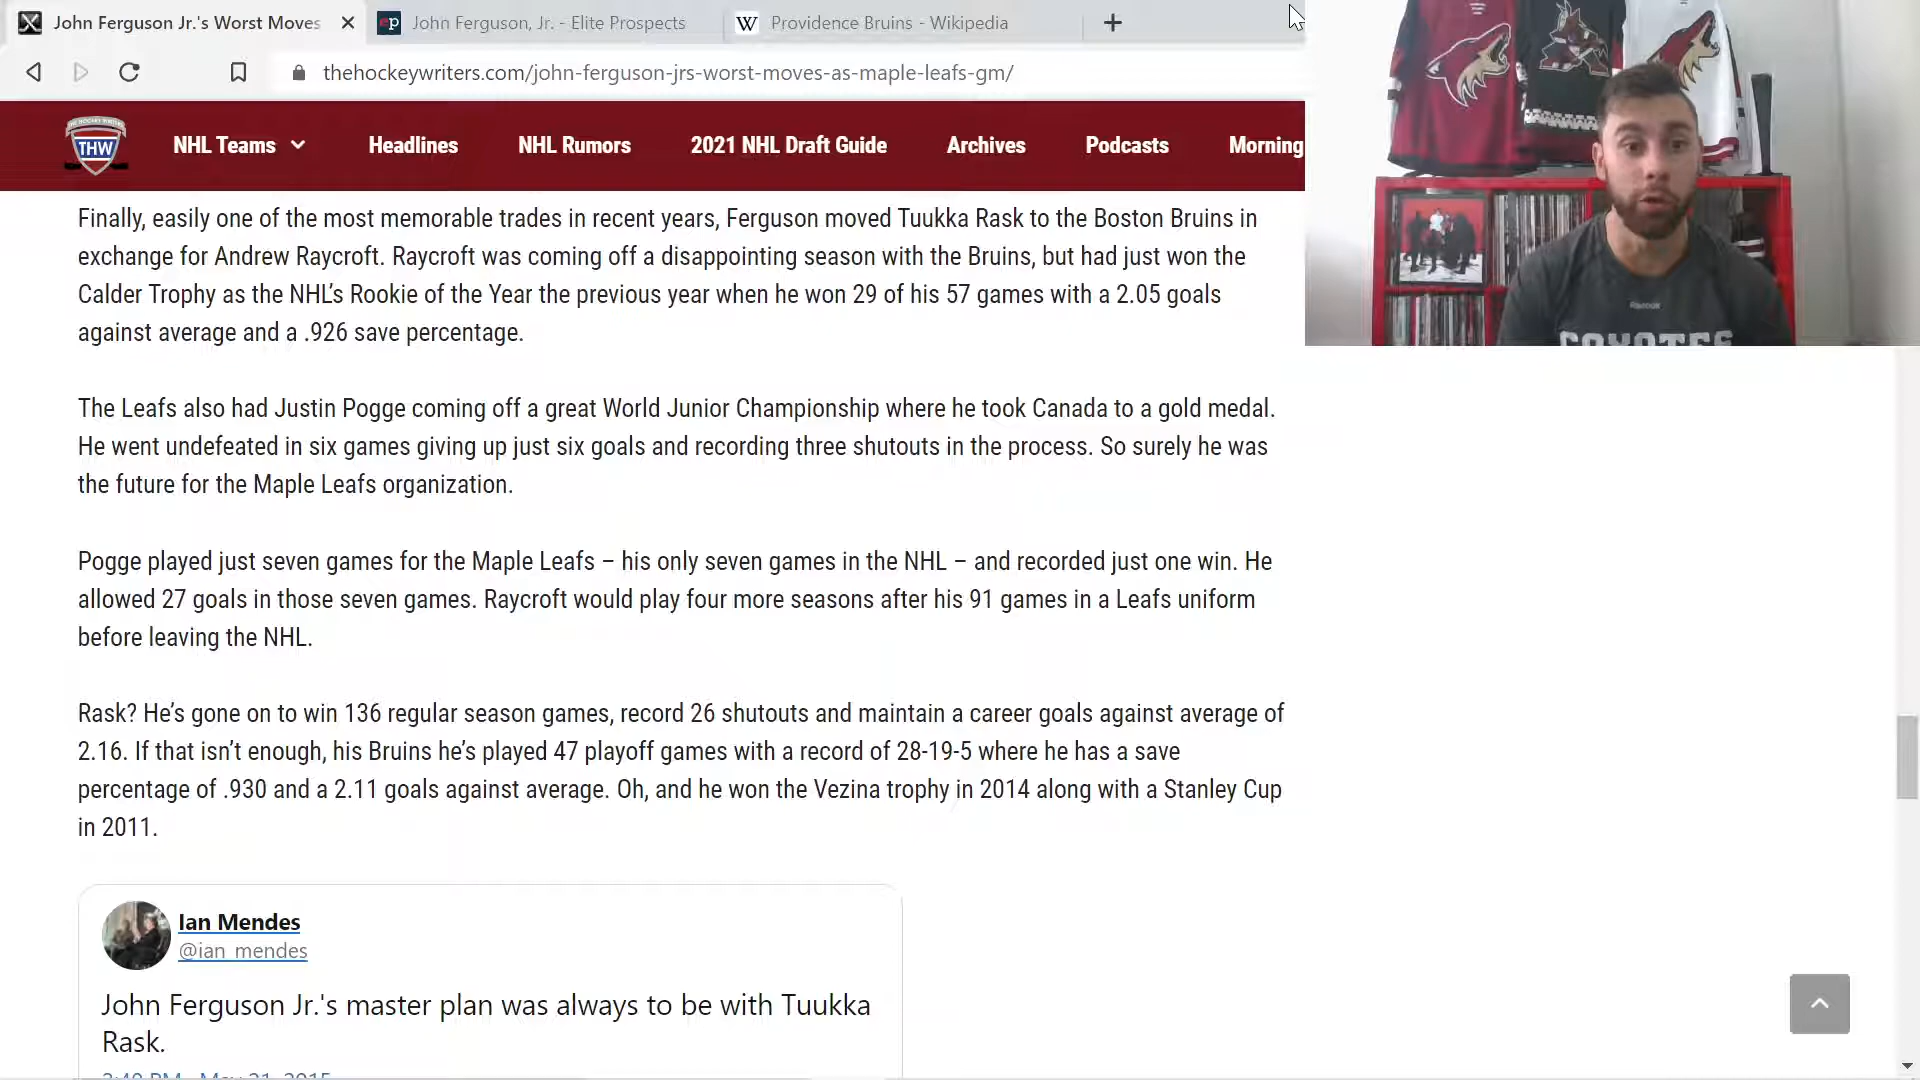 John Ferguson Jr.'s Worst Moves
John Ferguson, Jr. - Elite Prospects
Providence Bruins - Wikipedia
thehockeywriters.com/john-ferguson-jrs-worst-moves-as-maple-leafs-gm/
THW
NHL Teams
Headlines
NHL Rumors
2021 NHL Draft Guide
Archives
Podcasts
Morning
Finally, easily one of the most memorable trades in recent years, Ferguson moved Tuukka Rask to the Boston Bruins in
exchange for Andrew Raycroft. Raycroft was coming off a disappointing season with the Bruins, but had just won the
Calder Trophy as the NHL’s Rookie of the Year the previous year when he won 29 of his 57 games with a 2.05 goals
against average and a .926 save percentage.
The Leafs also had Justin Pogge coming off a great World Junior Championship where he took Canada to a gold medal.
He went undefeated in six games giving up just six goals and recording three shutouts in the process. So surely he was
the future for the Maple Leafs organization.
Pogge played just seven games for the Maple Leafs – his only seven games in the NHL – and recorded just one win. He
allowed 27 goals in those seven games. Raycroft would play four more seasons after his 91 games in a Leafs uniform
before leaving the NHL.
Rask? He’s gone on to win 136 regular season games, record 26 shutouts and maintain a career goals against average of
2.16. If that isn’t enough, his Bruins he’s played 47 playoff games with a record of 28-19-5 where he has a save
percentage of .930 and a 2.11 goals against average. Oh, and he won the Vezina trophy in 2014 along with a Stanley Cup
in 2011.
Ian Mendes
@ian_mendes
John Ferguson Jr.'s master plan was always to be with Tuukka
Rask.
Reebok
COYOTES